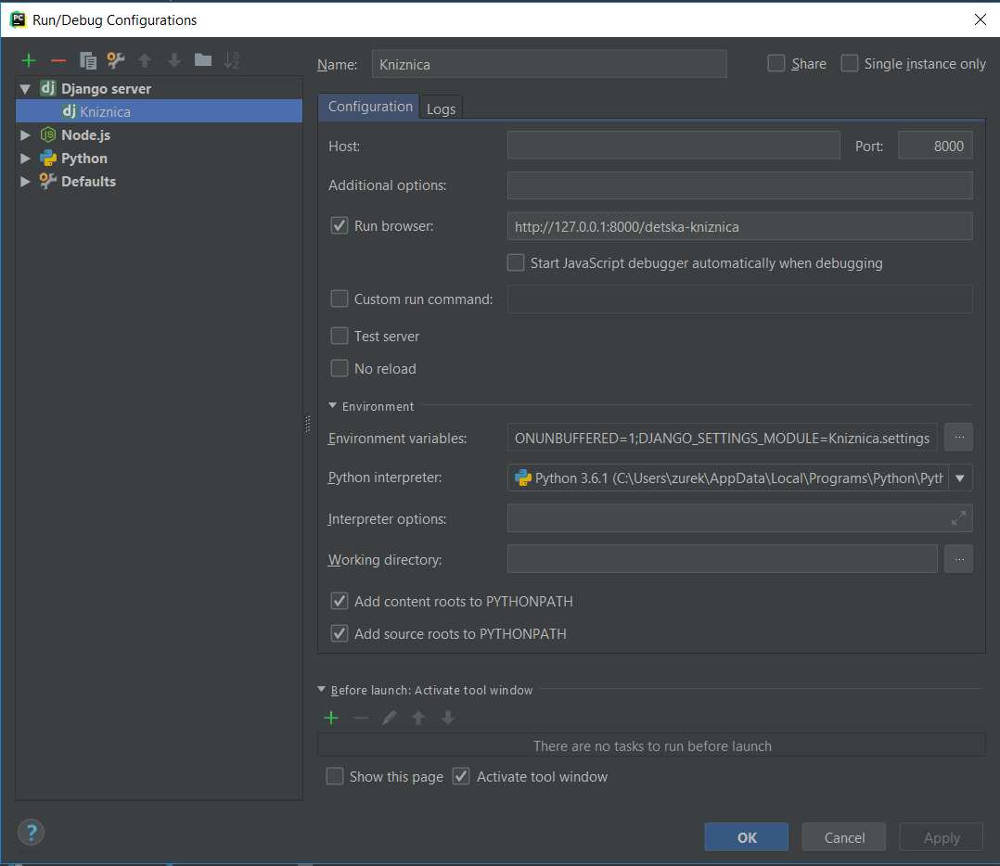 PC Run/Debug Configurations
Name: Kniznica Share Single instance only
dj Django server
dj Kniznica
JS Node.js
Python
Defaults
Configuration Logs
Host: Port: 8000
Additional options:
Run browser: http://127.0.0.1:8000/detska-kniznica
Start JavaScript debugger automatically when debugging
Custom run command:
Test server
No reload
Environment
Environment variables: ONUNBUFFERED=1;DJANGO_SETTINGS_MODULE=Kniznica.settings ...
Python interpreter: Python 3.6.1 (C:\Users\zurek\AppData\Local\Programs\Python\Pyth
Interpreter options:
Working directory: ...
Add content roots to PYTHONPATH
Add source roots to PYTHONPATH
Before launch: Activate tool window
There are no tasks to run before launch
Show this page Activate tool window
? OK Cancel Apply